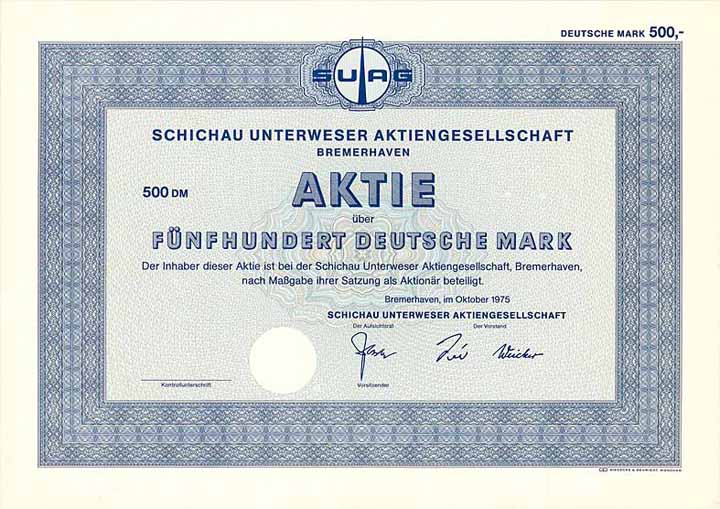 DEUTSCHE MARK 500,-
SUAG
SCHICHAU UNTERWESER AKTIENGESELLSCHAFT
BREMERHAVEN
500 DM
AKTIE
über
FÜNFHUNDERT DEUTSCHE MARK
Der Inhaber dieser Aktie ist bei der Schichau Unterweser Aktiengesellschaft, Bremerhaven,
nach Maßgabe ihrer Satzung als Aktionär beteiligt.
Bremerhaven, im Oktober 1975
SCHICHAU UNTERWESER AKTIENGESELLSCHAFT
Der Aufsichtsrat Der Vorstand
Kontrollunterschrift Vorsitzender